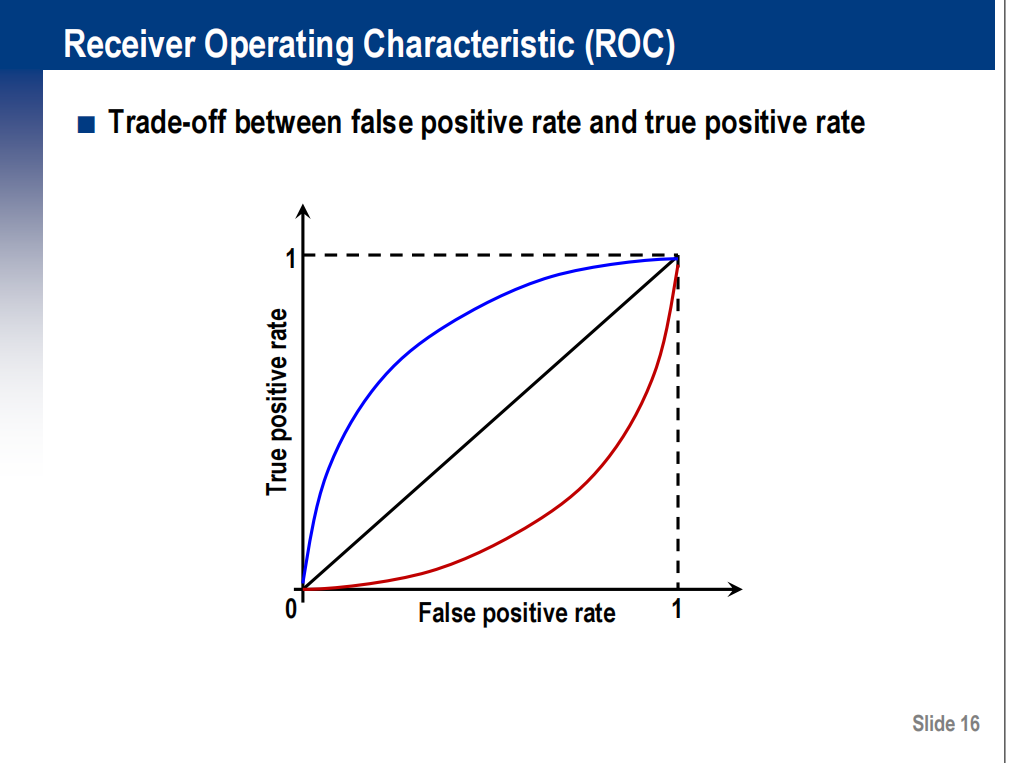 Receiver Operating Characteristic (ROC)
Trade-off between false positive rate and true positive rate
1
True positive rate
0
False positive rate
1
Slide 16